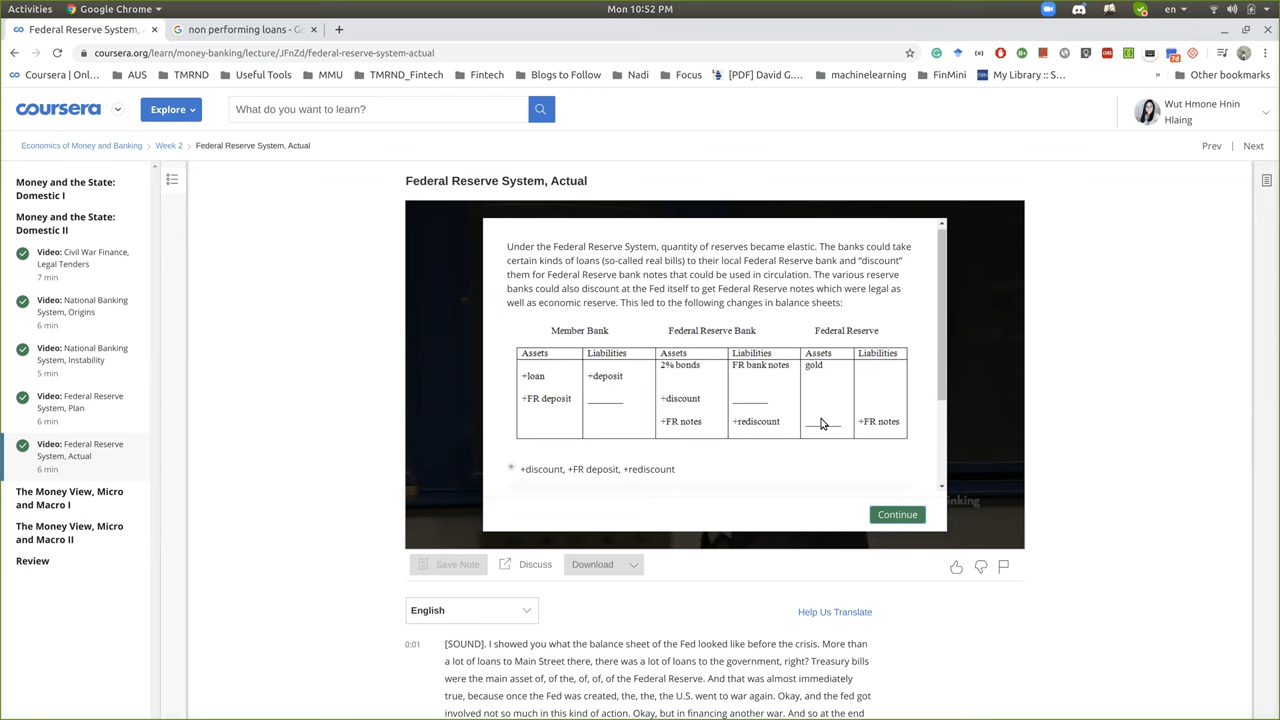 Activities
Google Chrome
Mon 10:52 PM
en
Federal Reserve System, A
non performing loans - Go
coursera.org/learn/money-banking/lecture/JFnZd/federal-reserve-system-actual
Coursera | Onl…
AUS
TMRND
Useful Tools
MMU
TMRND_Fintech
Fintech
Blogs to Follow
Nadi
Focus
[PDF] David G.…
machinelearning
FinMini
My Library :: S…
»
Other bookmarks
coursera
Explore
What do you want to learn?
Wut Hmone Hnin
Hlaing
Economics of Money and Banking
Week 2
Federal Reserve System, Actual
Prev
Next
Money and the State:
Domestic I
Money and the State:
Domestic II
Video: Civil War Finance,
Legal Tenders
7 min
Video: National Banking
System, Origins
6 min
Video: National Banking
System, Instability
5 min
Video: Federal Reserve
System, Plan
6 min
Video: Federal Reserve
System, Actual
6 min
The Money View, Micro
and Macro I
The Money View, Micro
and Macro II
Review
Federal Reserve System, Actual
Under the Federal Reserve System, quantity of reserves became elastic. The banks could take
certain kinds of loans (so-called real bills) to their local Federal Reserve bank and “discount”
them for Federal Reserve bank notes that could be used in circulation. The various reserve
banks could also discount at the Fed itself to get Federal Reserve notes which were legal as
well as economic reserve. This led to the following changes in balance sheets:
Member Bank Federal Reserve Bank Federal Reserve
Assets Liabilities Assets Liabilities Assets Liabilities
2% bonds FR bank notes gold
+loan +deposit
+FR deposit _______ +discount _______
+FR notes +rediscount _______ +FR notes
+discount, +FR deposit, +rediscount
Continue
Save Note
Discuss
Download
English
Help Us Translate
0:01
[SOUND]. I showed you what the balance sheet of the Fed looked like before the crisis. More than
a lot of loans to Main Street there, there was a lot of loans to the government, right? Treasury bills
were the main asset of, of the, of, of, of the Federal Reserve. And that was almost immediately
true, because once the Fed was created, the, the, the U.S. went to war again. Okay, and the fed got
involved not so much in this kind of action. Okay, but in financing another war. And so at the end